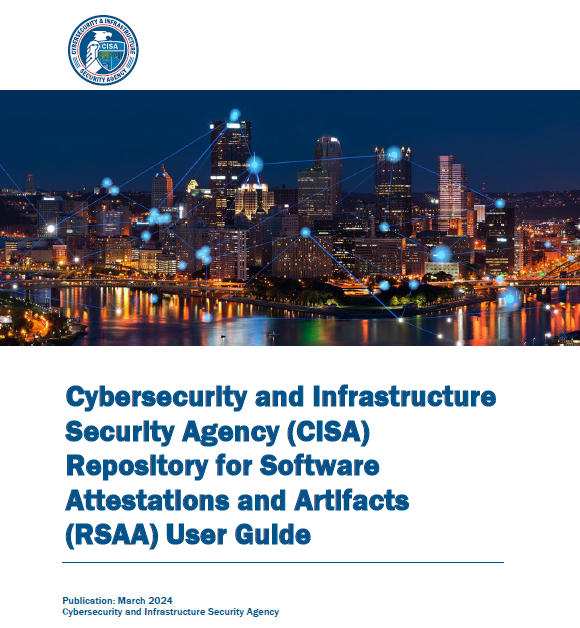 CYBERSECURITY & INFRASTRUCTURE
SECURITY AGENCY
CISA
Cybersecurity and Infrastructure
Security Agency (CISA)
Repository for Software
Attestations and Artifacts
(RSAA) User Guide
Publication: March 2024
Cybersecurity and Infrastructure Security Agency